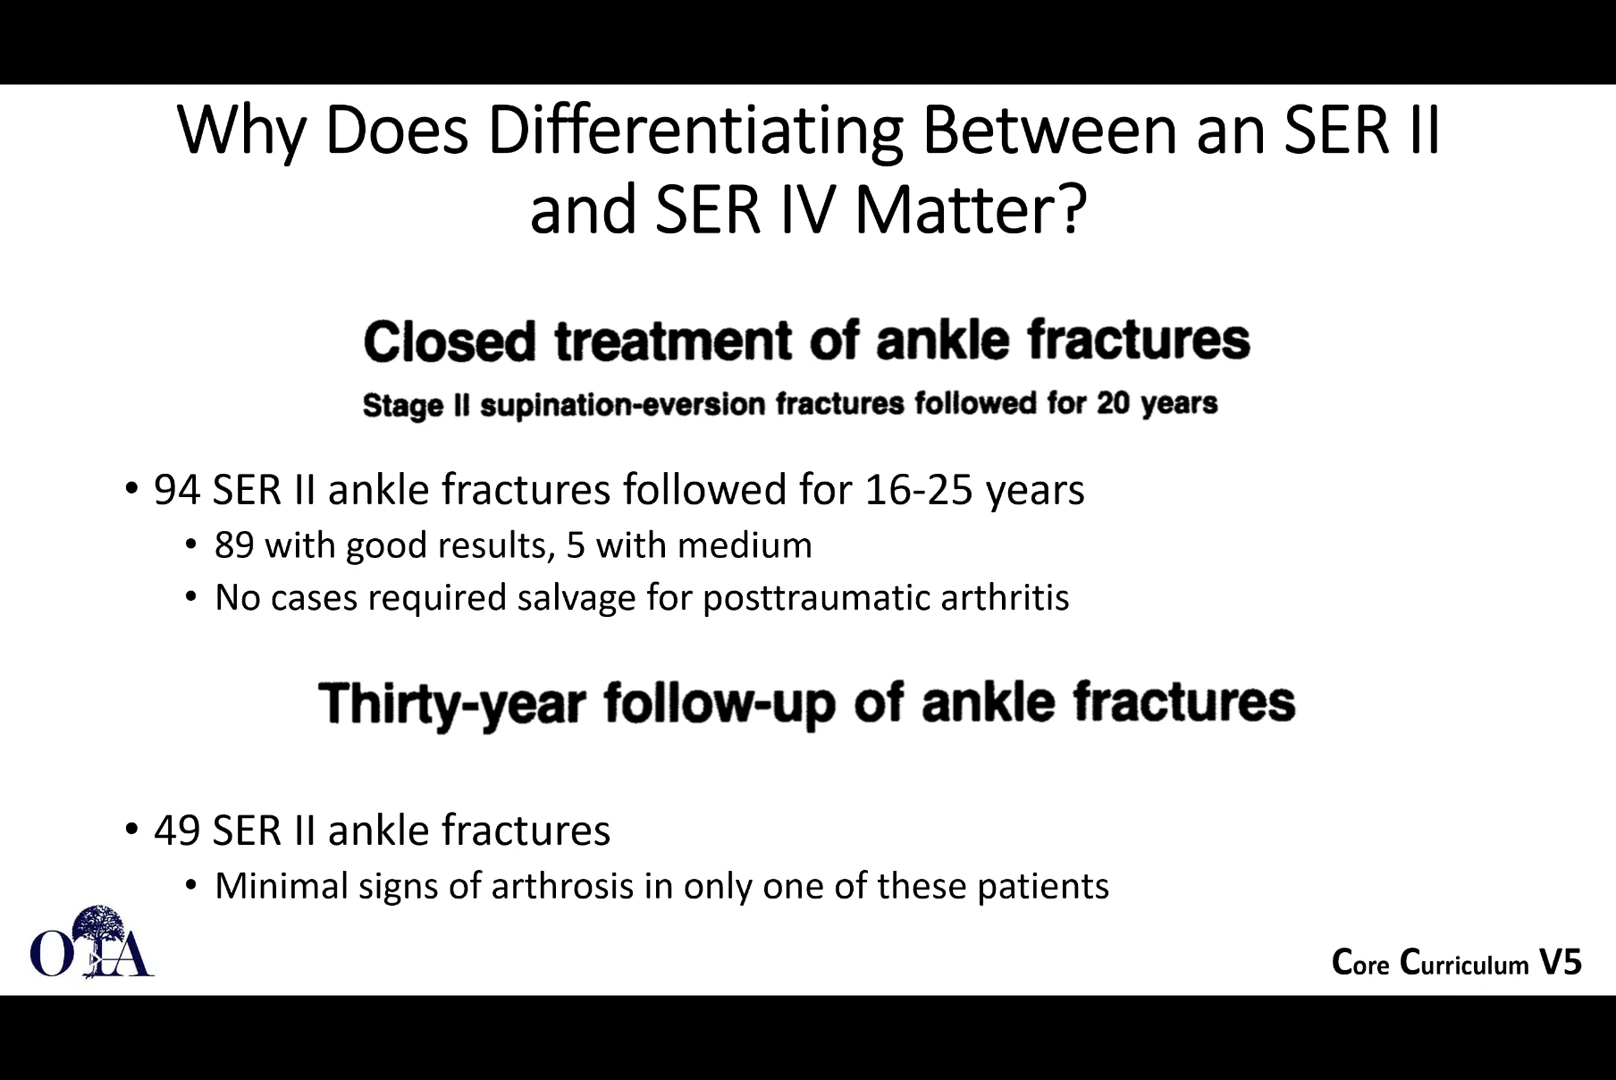 Why Does Differentiating Between an SER II
and SER IV Matter?
Closed treatment of ankle fractures
Stage II supination-eversion fractures followed for 20 years
• 94 SER II ankle fractures followed for 16-25 years
• 89 with good results, 5 with medium
• No cases required salvage for posttraumatic arthritis
Thirty-year follow-up of ankle fractures
• 49 SER II ankle fractures
• Minimal signs of arthrosis in only one of these patients
OTA
Core Curriculum V5